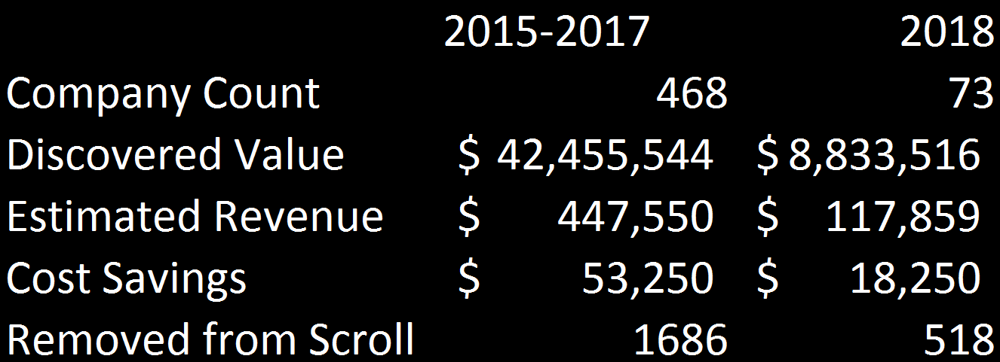 2015-2017 2018
Company Count 468 73
Discovered Value $ 42,455,544 $ 8,833,516
Estimated Revenue $ 447,550 $ 117,859
Cost Savings $ 53,250 $ 18,250
Removed from Scroll 1686 518